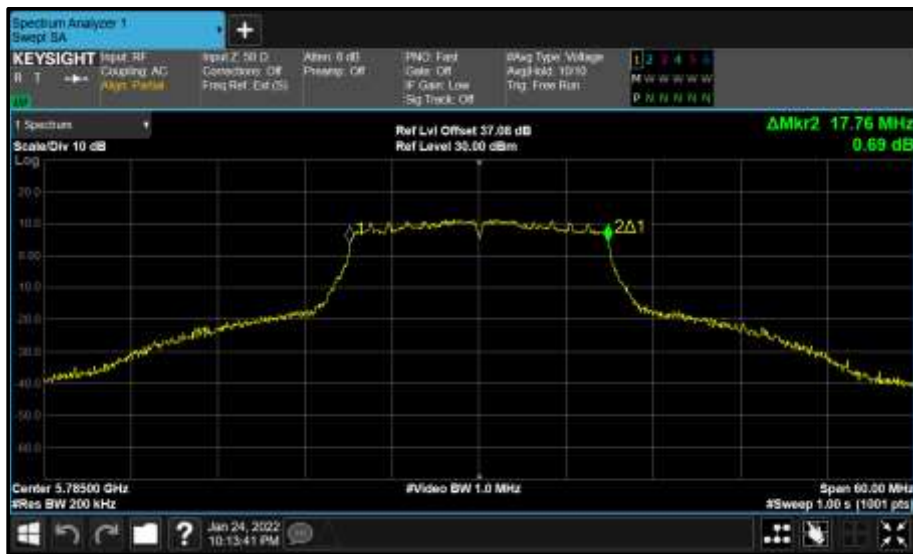 Spectrum Analyzer 1
Swept SA
+
KEYSIGHT
R T
Input: RF
Coupling: AC
Align: Partial
Input Z: 50 Ω
Corrections: Off
Freq Ref: Ext (S)
Atten: 6 dB
Preamp: Off
PNO: Fast
Gate: Off
IF Gain: Low
Sig Track: Off
#Avg Type: Voltage
Avg|Hold: 10/10
Trig: Free Run
1 2 3 4 5 6
M W W W W W
P N N N N N
1 Spectrum
Scale/Div 10 dB
Ref Lvl Offset 37.08 dB
Ref Level 30.00 dBm
ΔMkr2 17.76 MHz
0.69 dB
Log
20.0
10.0
1
2Δ1
0.00
-10.0
-20.0
-30.0
-40.0
-50.0
-60.0
Center 5.78500 GHz
#Res BW 200 kHz
#Video BW 1.0 MHz
Span 60.00 MHz
#Sweep 1.00 s (1001 pts)
?
Jan 24, 2022
10:13:41 PM